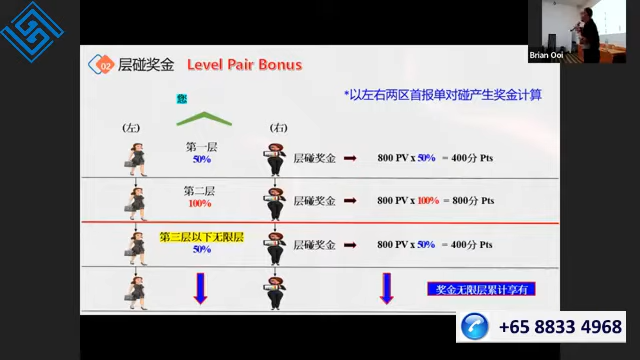 Brian Ooi
02 层碰奖金 Level Pair Bonus
*以左右两区首报单对碰产生奖金计算
您
(左) (右)
第一层
50%
层碰奖金 800 PV x 50% = 400分 Pts
第二层
100%
层碰奖金 800 PV x 100% = 800分 Pts
第三层以下无限层
50%
层碰奖金 800 PV x 50% = 400分 Pts
奖金无限层累计享有
+65 8833 4968